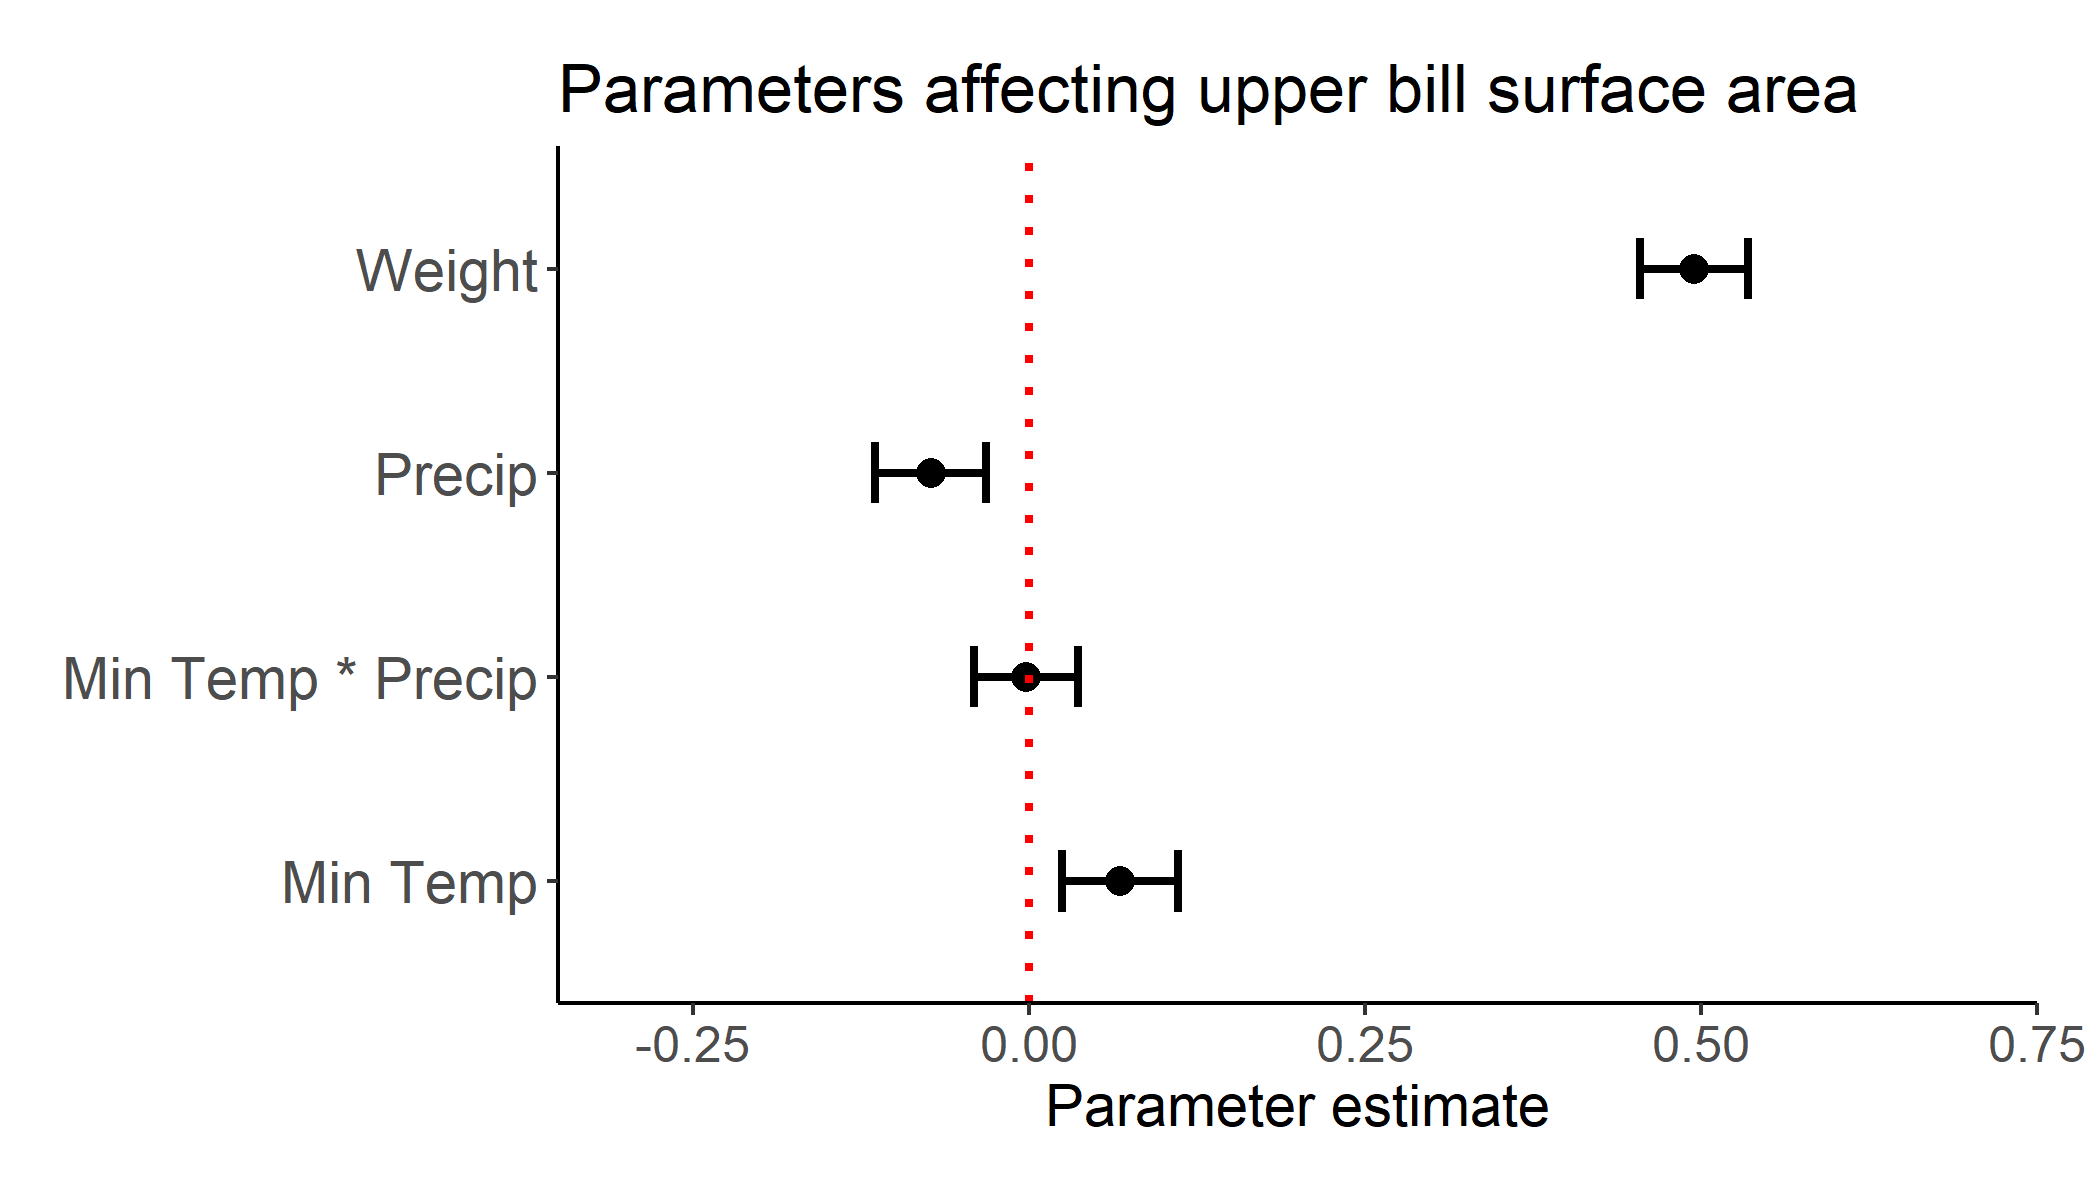 Parameters affecting upper bill surface area
Weight
Precip
Min Temp * Precip
Min Temp
-0.25 0.00 0.25 0.50 0.75
Parameter estimate